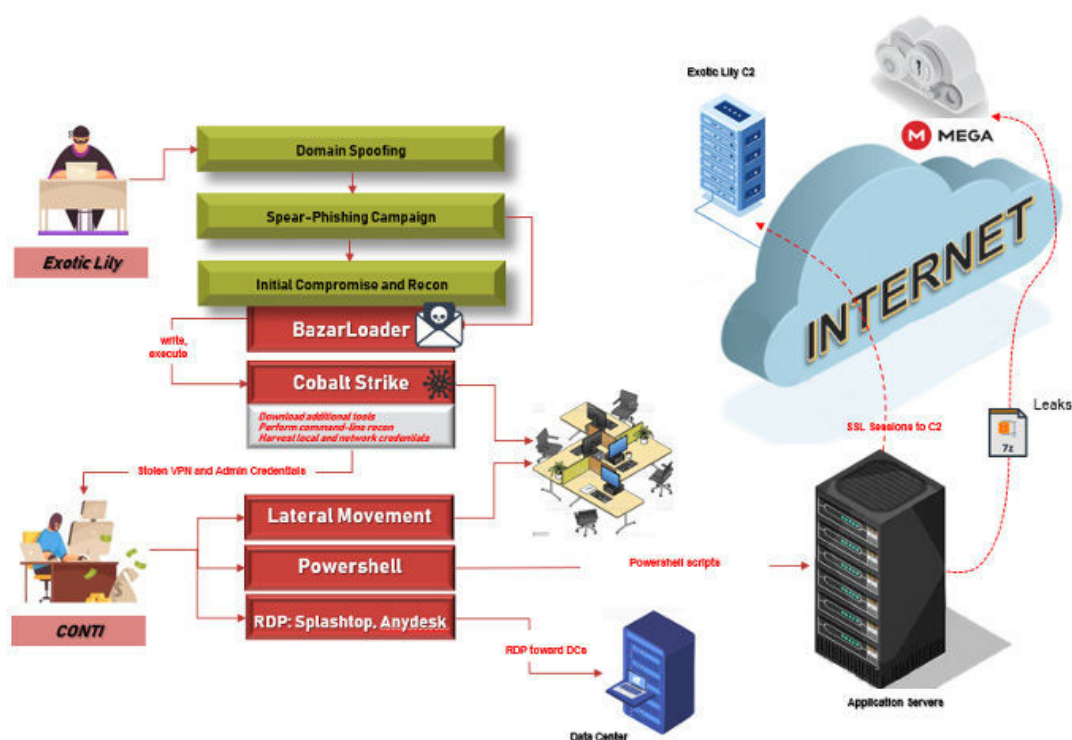 Exotic Lily C2
MEGA
Domain Spoofing
Spear-Phishing Campaign
Exotic Lily
Initial Compromise and Recon
INTERNET
BazarLoader
write,
execute
Cobalt Strike
Download additional tools
Perform command-line recon
Harvest local and network credentials
Leaks
7z
SSL Sessions to C2
Stolen VPN and Admin Credentials
Lateral Movement
Powershell
Powershell scripts
RDP: Splashtop, Anydesk
CONTI
RDP toward DCs
Application Servers
Data Center